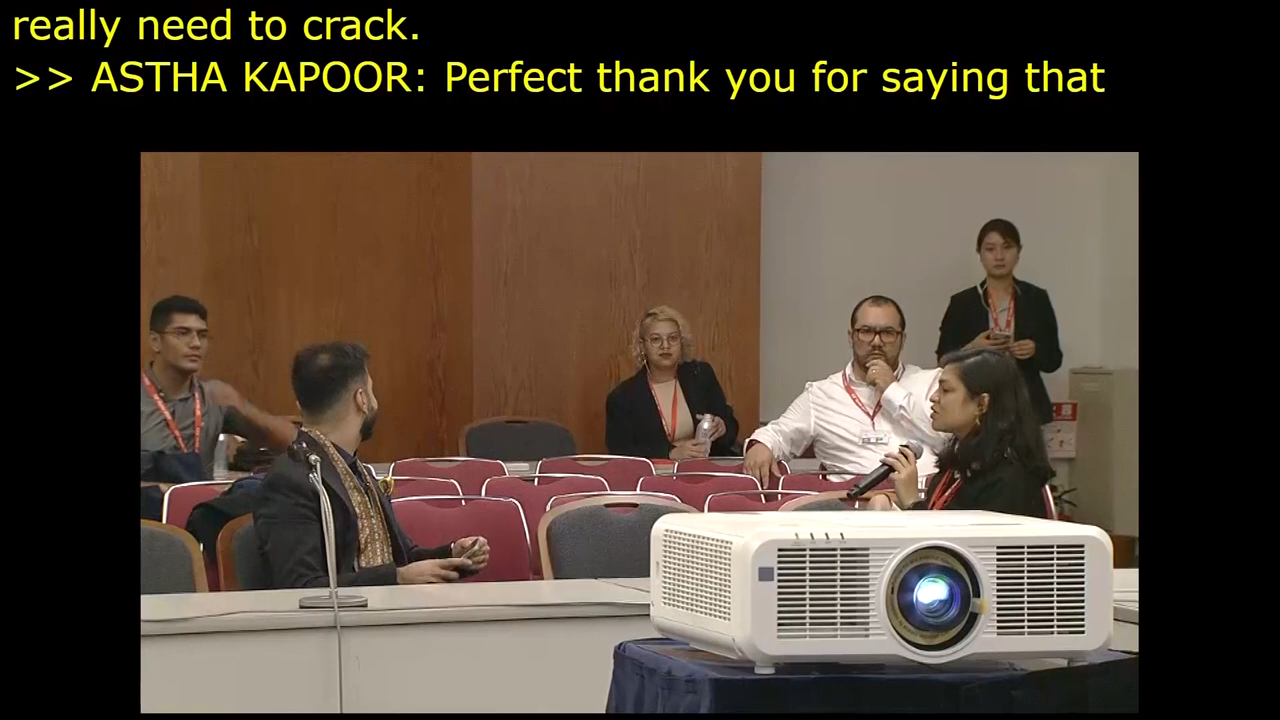 really need to crack.
>> ASTHA KAPOOR: Perfect thank you for saying that